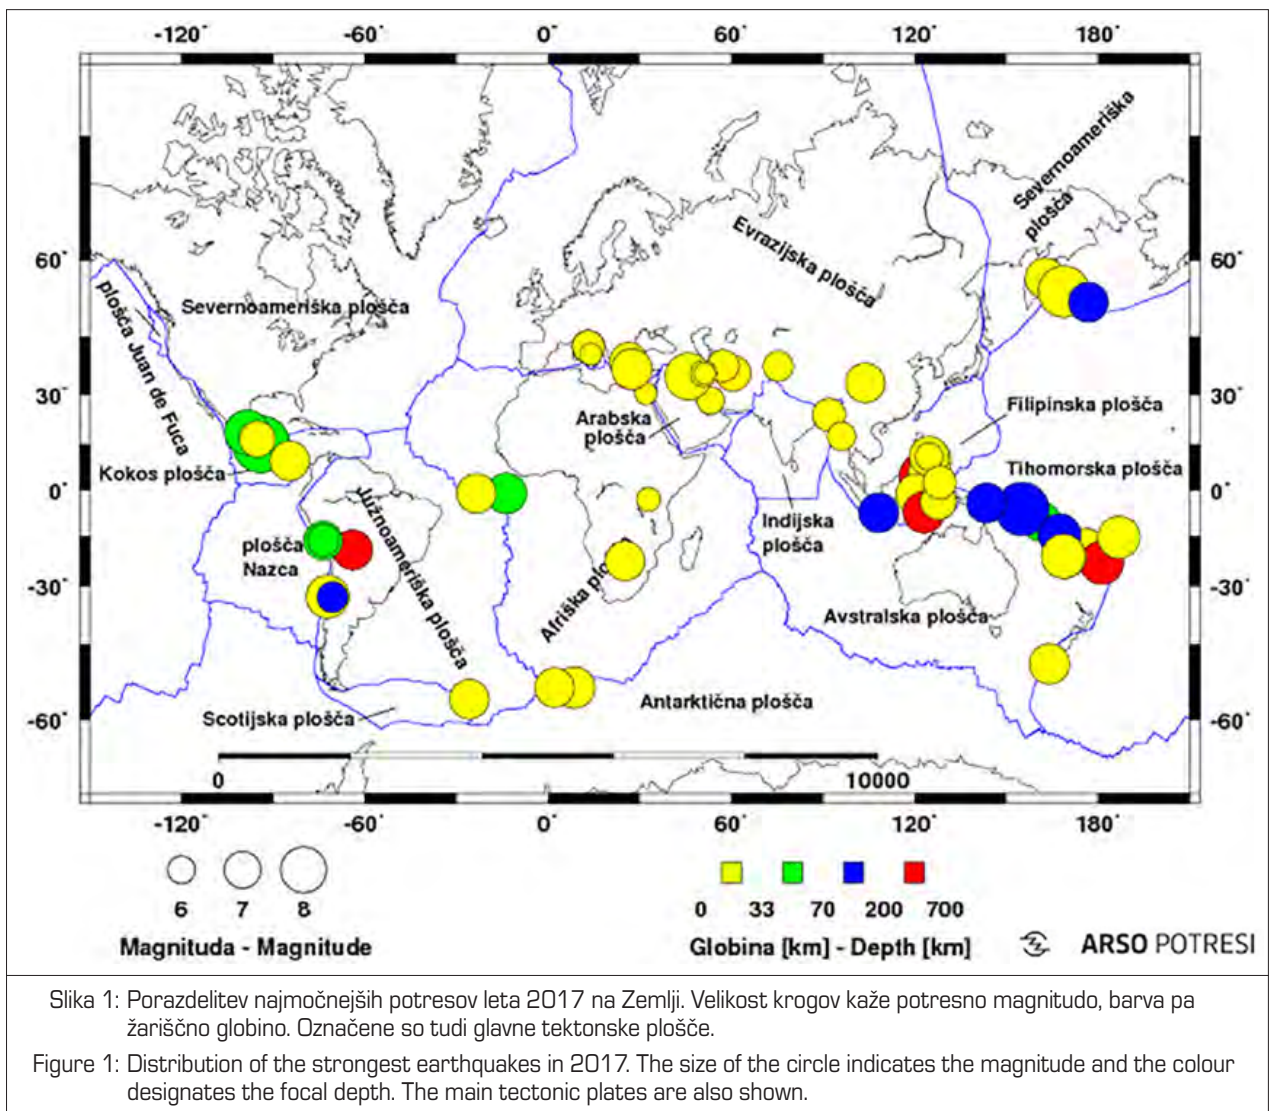 -120° -60° 0° 60° 120° 180°
Severnoameriška
plošča
Evrazijska plošča
60° 60°
plošča Juan de Fuca
Severnoameriška plošča
30° 30°
Filipinska plošča
Arabska
plošča
Kokos plošča
Tihomorska plošča
0° 0°
Južnoameriška plošča
Indijska
plošča
plošča
Nazca
Afriška plo
-30° -30°
Avstralska plošča
Antarktična plošča
Scotijska plošča
-60° -60°
0 10000
-120° -60° 0° 60° 120° 180°
6 7 8
0 33 70 200 700
Magnituda - Magnitude
Globina [km] - Depth [km]
ARSO POTRESI
Slika 1: Porazdelitev najmočnejših potresov leta 2017 na Zemlji. Velikost krogov kaže potresno magnitudo, barva pa
žariščno globino. Označene so tudi glavne tektonske plošče.
Figure 1: Distribution of the strongest earthquakes in 2017. The size of the circle indicates the magnitude and the colour
designates the focal depth. The main tectonic plates are also shown.